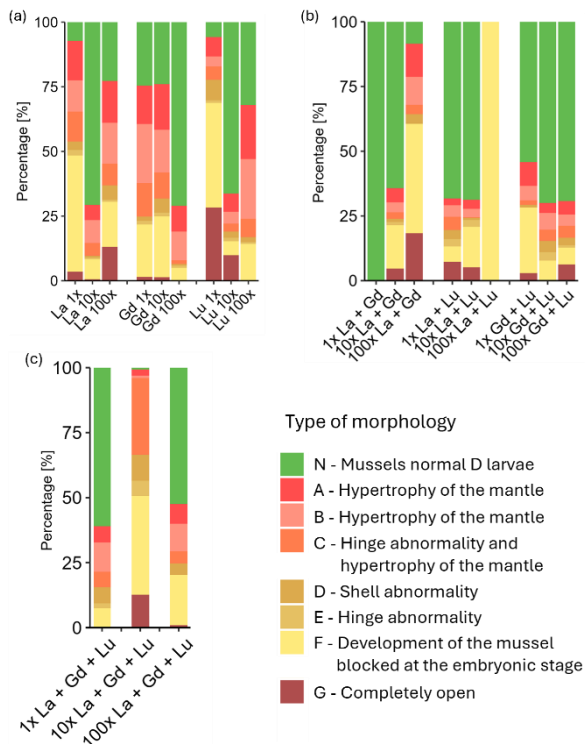 (a)
Percentage [%]
100
75
50
25
0
La 1x
La 10x
La 100x
Gd 1x
Gd 10x
Gd 100x
Lu 1x
Lu 10x
Lu 100x
(b)
Percentage [%]
100
75
50
25
0
1x La + Gd
10x La + Gd
100x La + Gd
1x La + Lu
10x La + Lu
100x La + Lu
1x Gd + Lu
10x Gd + Lu
100x Gd + Lu
(c)
Percentage [%]
100
75
50
25
0
1x La + Gd + Lu
10x La + Gd + Lu
100x La + Gd + Lu
Type of morphology
N - Mussels normal D larvae
A - Hypertrophy of the mantle
B - Hypertrophy of the mantle
C - Hinge abnormality and
hypertrophy of the mantle
D - Shell abnormality
E - Hinge abnormality
F - Development of the mussel
blocked at the embryonic stage
G - Completely open